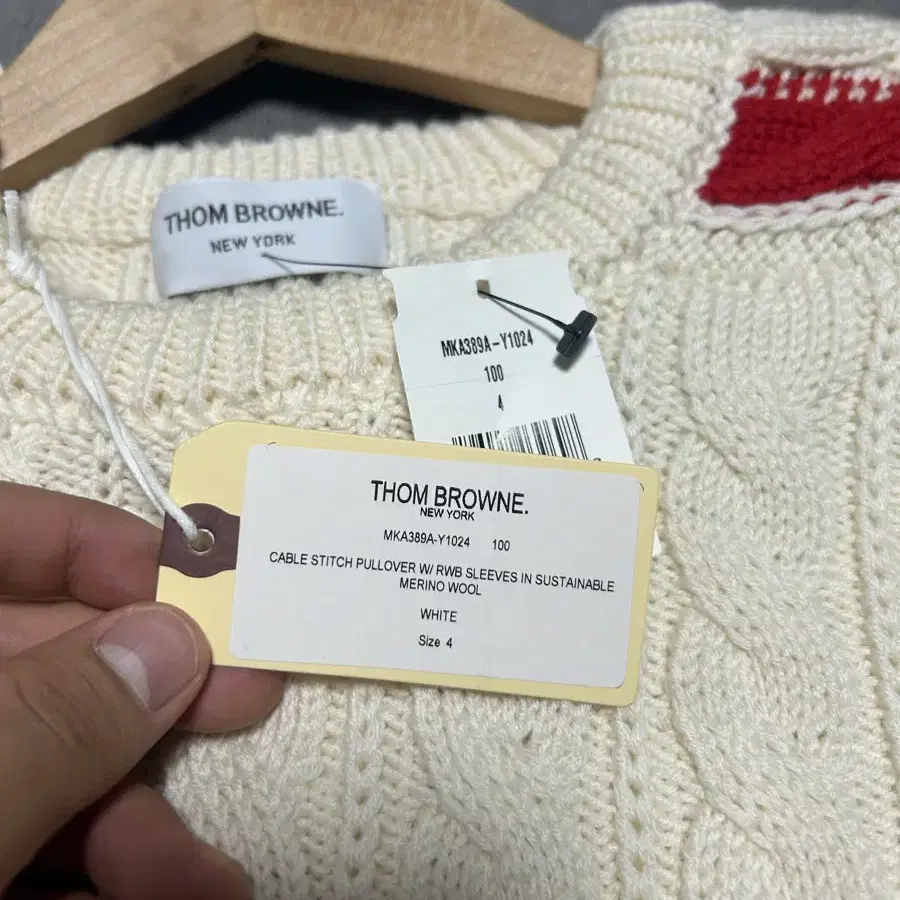 THOM BROWNE.
NEW YORK
MKA389A-Y1024
100
4
THOM BROWNE.
NEW YORK
MKA389A-Y1024 100
CABLE STITCH PULLOVER W/ RWB SLEEVES IN SUSTAINABLE
MERINO WOOL
WHITE
Size 4